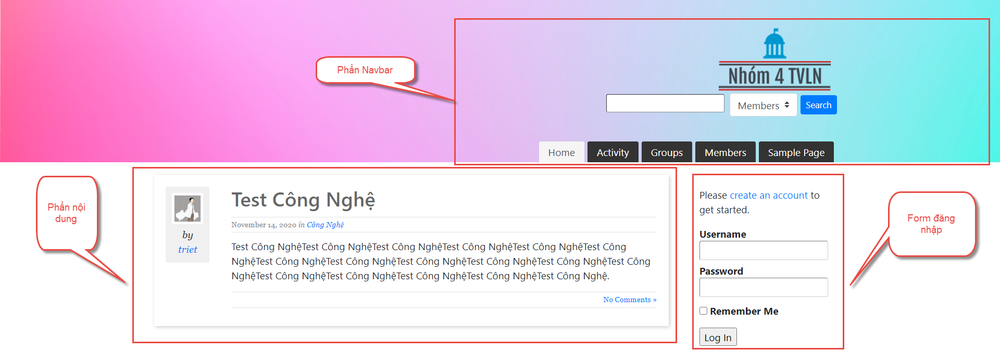 Phần Navbar
Nhóm 4 TVLN
Members
Search
Home
Activity
Groups
Members
Sample Page
Phần nội
dung
by
triet
Test Công Nghệ
November 14, 2020 in Công Nghệ
Test Công NghệTest Công NghệTest Công NghệTest Công NghệTest Công NghệTest Công
NghệTest Công NghệTest Công NghệTest Công NghệTest Công NghệTest Công NghệTest Công
NghệTest Công NghệTest Công NghệTest Công NghệTest Công NghệTest Công Nghệ.
No Comments »
Please create an account to
get started.
Username
Password
Remember Me
Log In
Form đăng
nhập